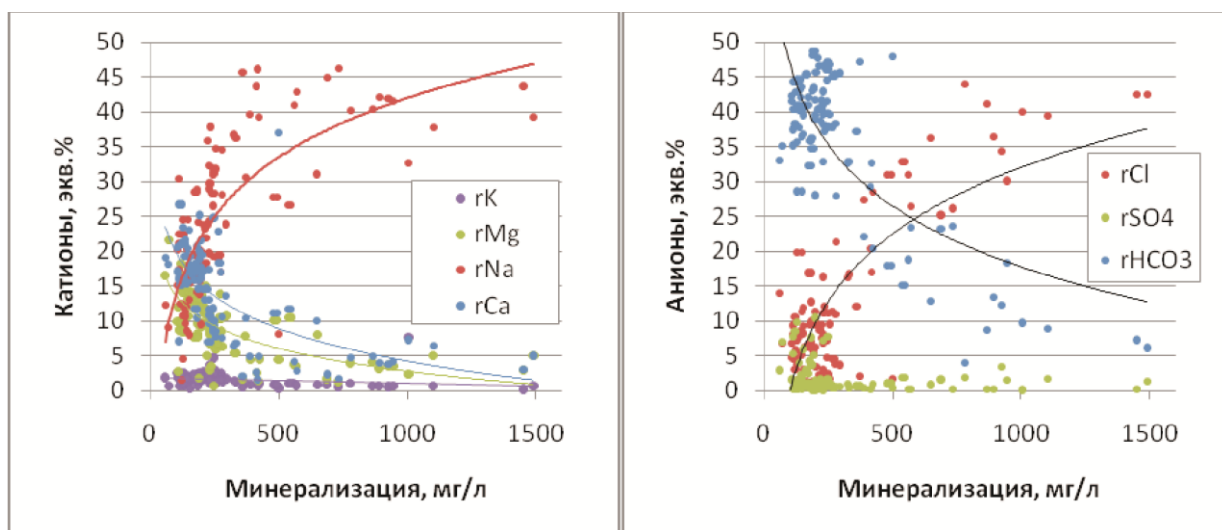 Катионы, экв.%
50
45
40
35
30
25
20
15
10
5
0
rK
rMg
rNa
rCa
0 500 1000 1500
Минерализация, мг/л
Анионы, экв.%
50
45
40
35
30
25
20
15
10
5
0
rCl
rSO4
rHCO3
0 500 1000 1500
Минерализация, мг/л